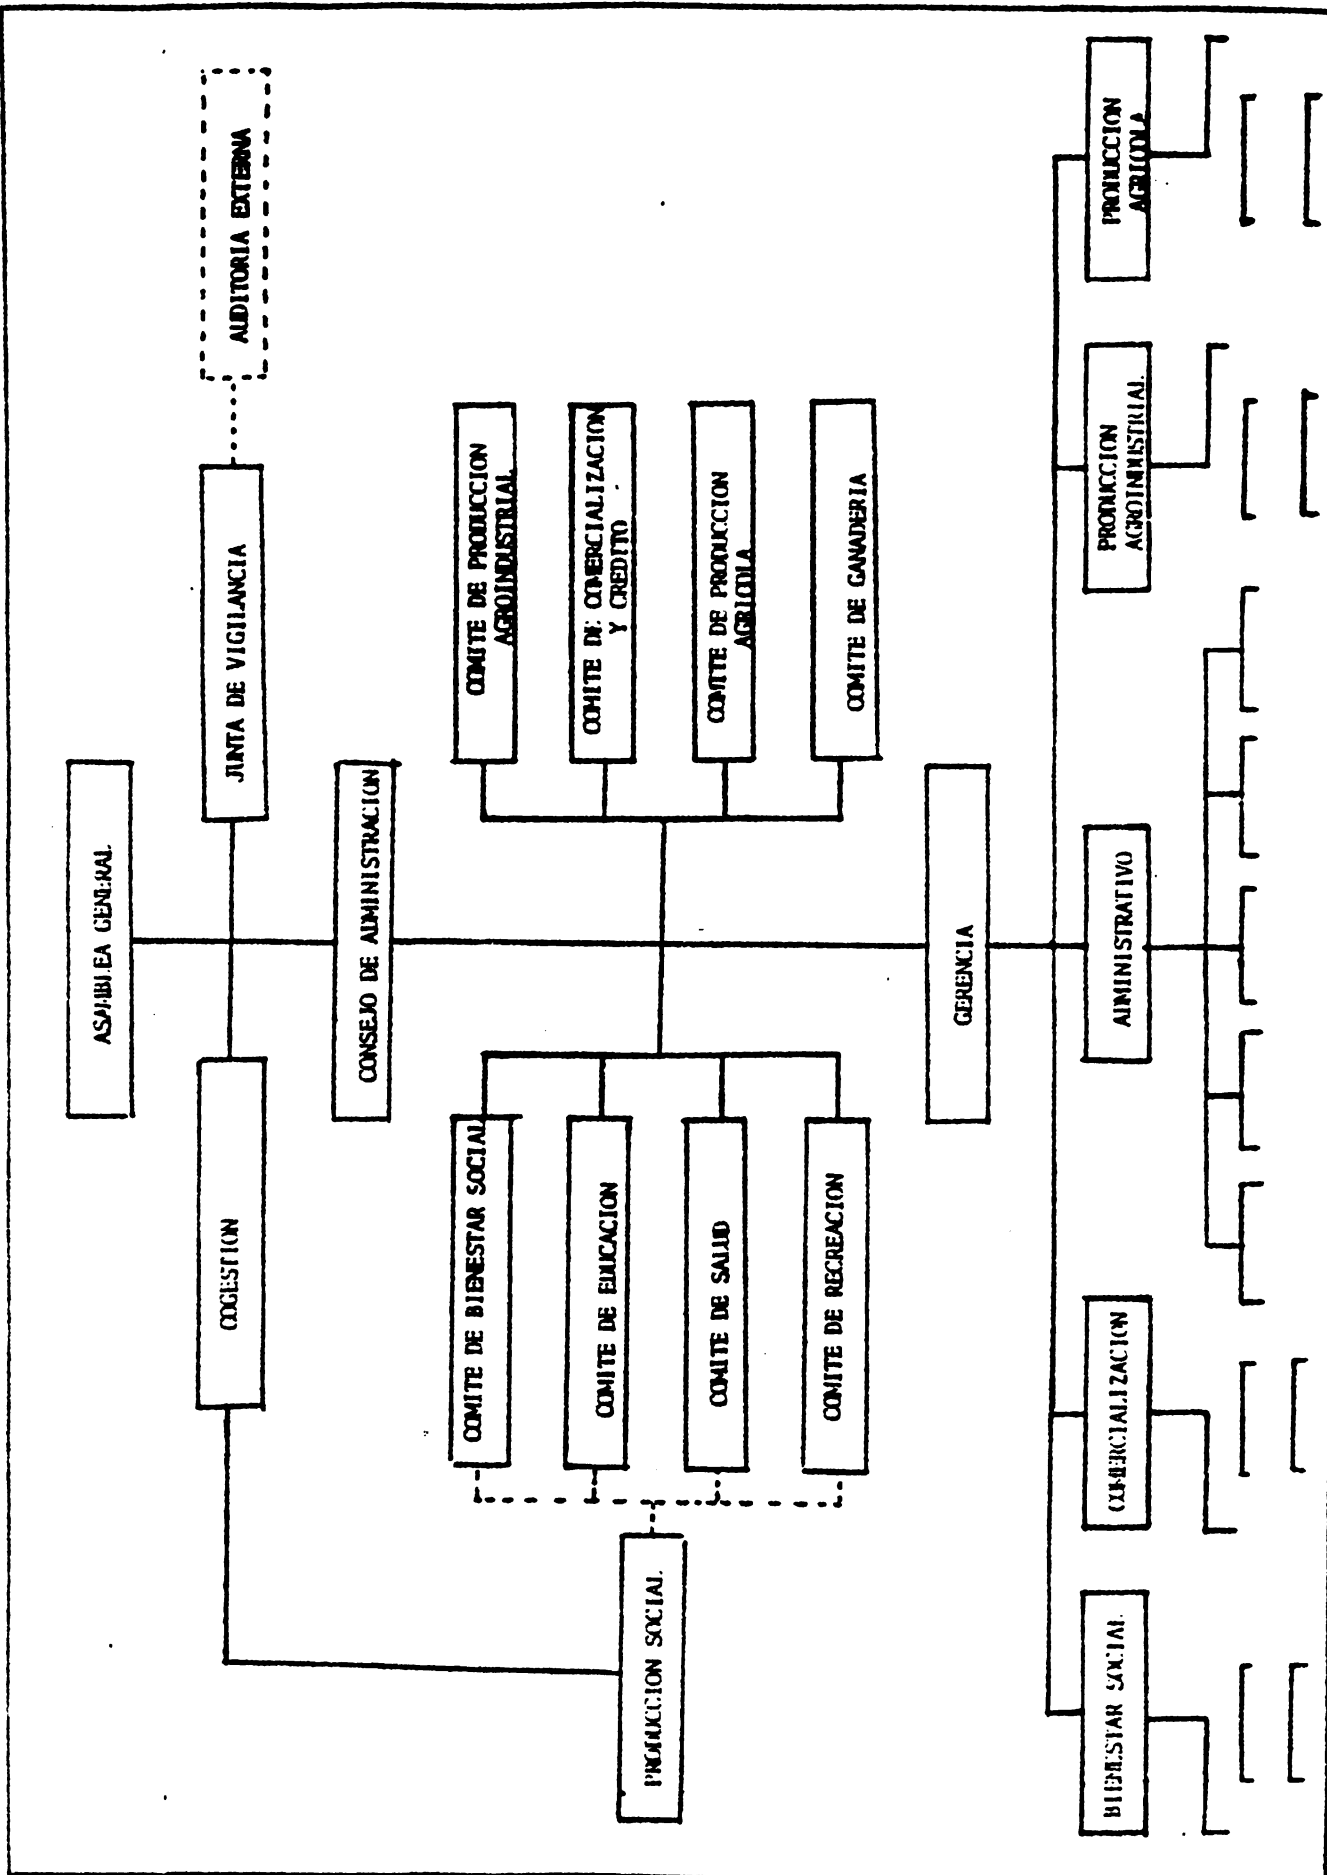 ASAMBLEA GENERAL
COGESTION
JUNTA DE VIGILANCIA
AUDITORIA EXTERNA
CONSEJO DE ADMINISTRACION
COMITE DE BIENESTAR SOCIAL
COMITE DE PRODUCCION
AGROINDUSTRIAL
COMITE DE EDUCACION
COMITE DE COMERCIALIZACION
Y CREDITO
PRODUCCION SOCIAL
COMITE DE SALUD
COMITE DE PRODUCCION
AGRICOLA
COMITE DE RECREACION
COMITE DE GANADERIA
GERENCIA
BIENESTAR SOCIAL
COMERCIALIZACION
ADMINISTRATIVO
PRODUCCION
AGROINDUSTRIAL
PRODUCCION
AGRICOLA